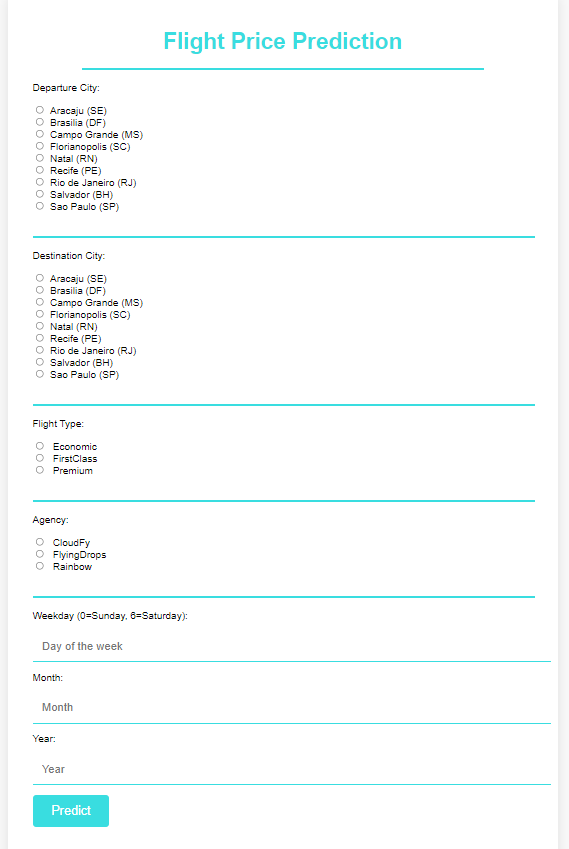 Flight Price Prediction
Departure City:
Aracaju (SE)
Brasilia (DF)
Campo Grande (MS)
Florianopolis (SC)
Natal (RN)
Recife (PE)
Rio de Janeiro (RJ)
Salvador (BH)
Sao Paulo (SP)
Destination City:
Aracaju (SE)
Brasilia (DF)
Campo Grande (MS)
Florianopolis (SC)
Natal (RN)
Recife (PE)
Rio de Janeiro (RJ)
Salvador (BH)
Sao Paulo (SP)
Flight Type:
Economic
FirstClass
Premium
Agency:
CloudFy
FlyingDrops
Rainbow
Weekday (0=Sunday, 6=Saturday):
Day of the week
Month:
Month
Year:
Year
Predict